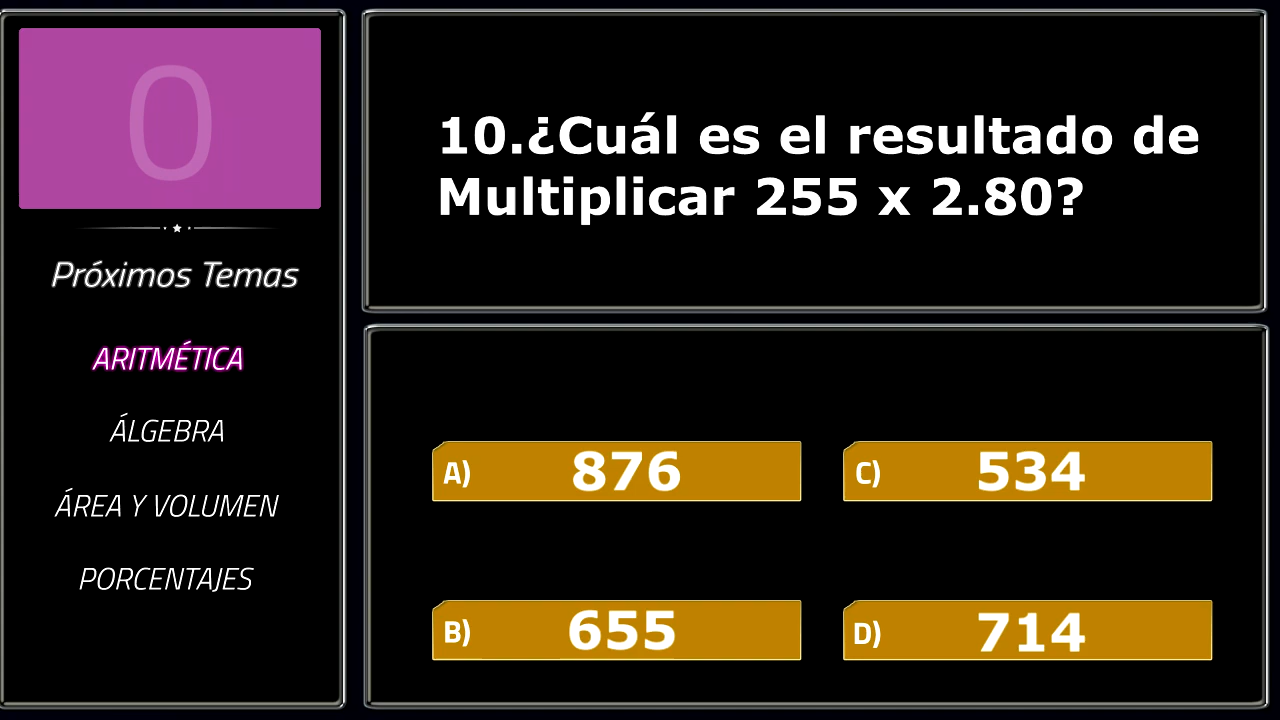 0
Próximos Temas
ARITMÉTICA
ÁLGEBRA
ÁREA Y VOLUMEN
PORCENTAJES
10.¿Cuál es el resultado de
Multiplicar 255 x 2.80?
A) 876
B) 655
C) 534
D) 714